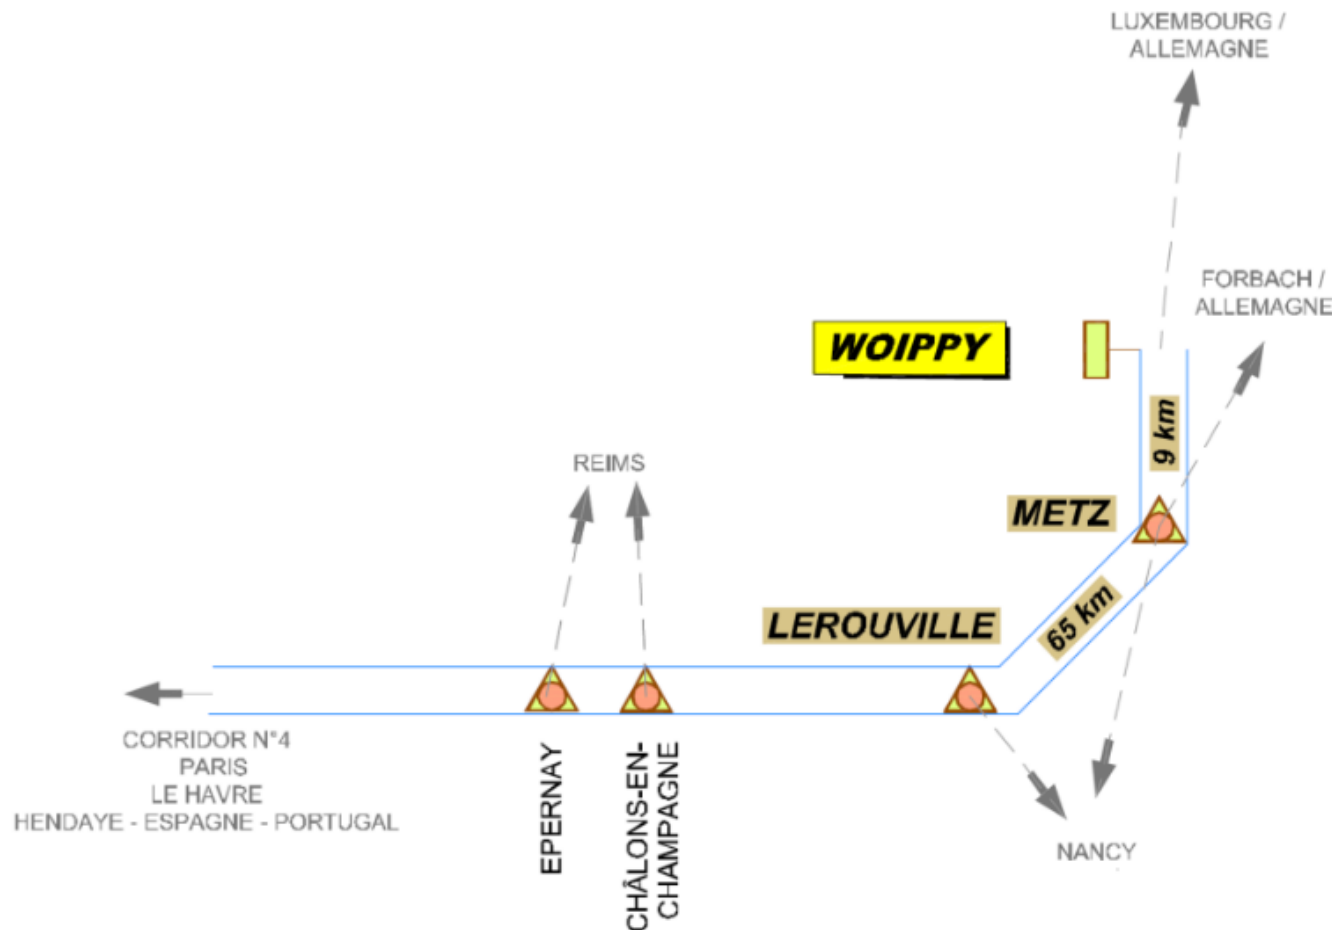 LUXEMBOURG /
ALLEMAGNE
FORBACH /
ALLEMAGNE
WOIPPY
9 km
REIMS
METZ
65 km
LEROUVILLE
CORRIDOR N°4
PARIS
LE HAVRE
HENDAYE - ESPAGNE - PORTUGAL
EPERNAY
CHÂLONS-EN-
CHAMPAGNE
NANCY